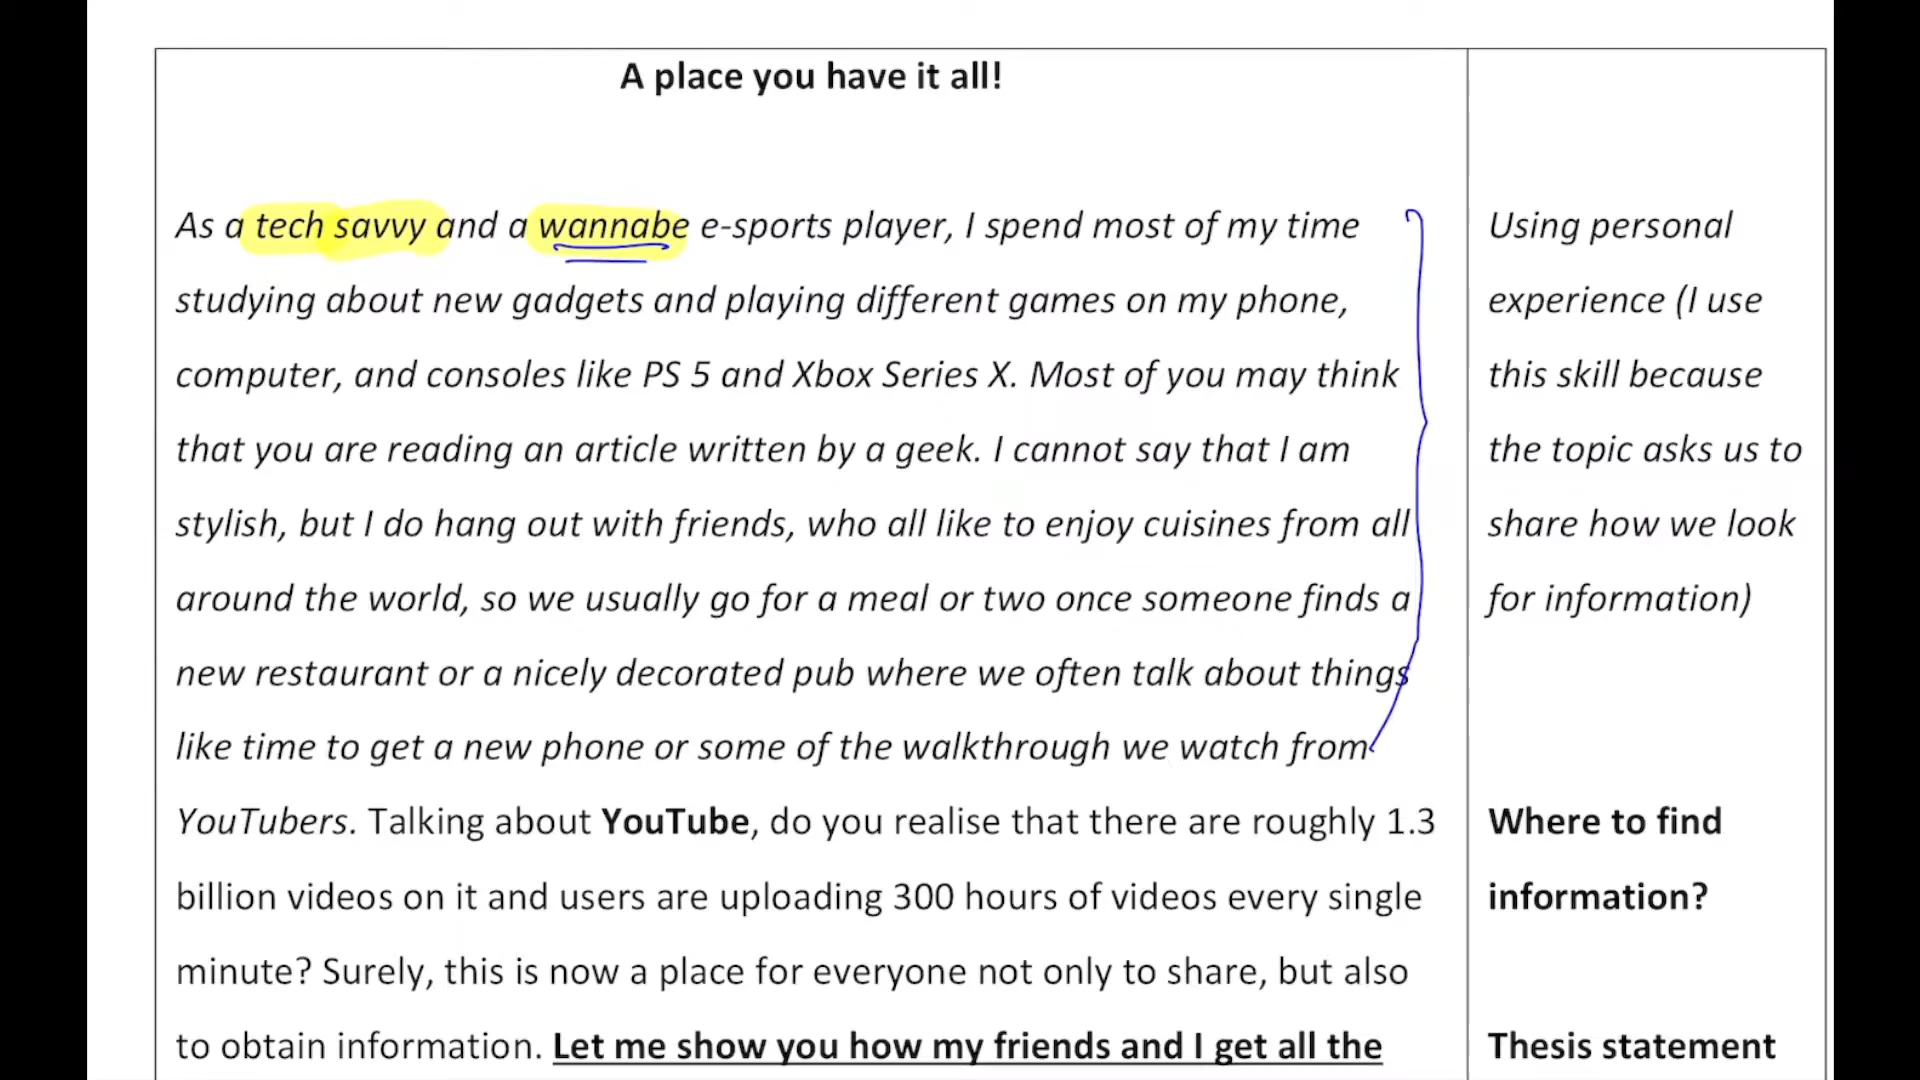 A place you have it all!
As a tech savvy and a wannabe e-sports player, I spend most of my time
studying about new gadgets and playing different games on my phone,
computer, and consoles like PS 5 and Xbox Series X. Most of you may think
that you are reading an article written by a geek. I cannot say that I am
stylish, but I do hang out with friends, who all like to enjoy cuisines from all
around the world, so we usually go for a meal or two once someone finds a
new restaurant or a nicely decorated pub where we often talk about things
like time to get a new phone or some of the walkthrough we watch from
YouTubers. Talking about YouTube, do you realise that there are roughly 1.3
billion videos on it and users are uploading 300 hours of videos every single
minute? Surely, this is now a place for everyone not only to share, but also
to obtain information. Let me show you how my friends and I get all the
Using personal
experience (I use
this skill because
the topic asks us to
share how we look
for information)
Where to find
information?
Thesis statement